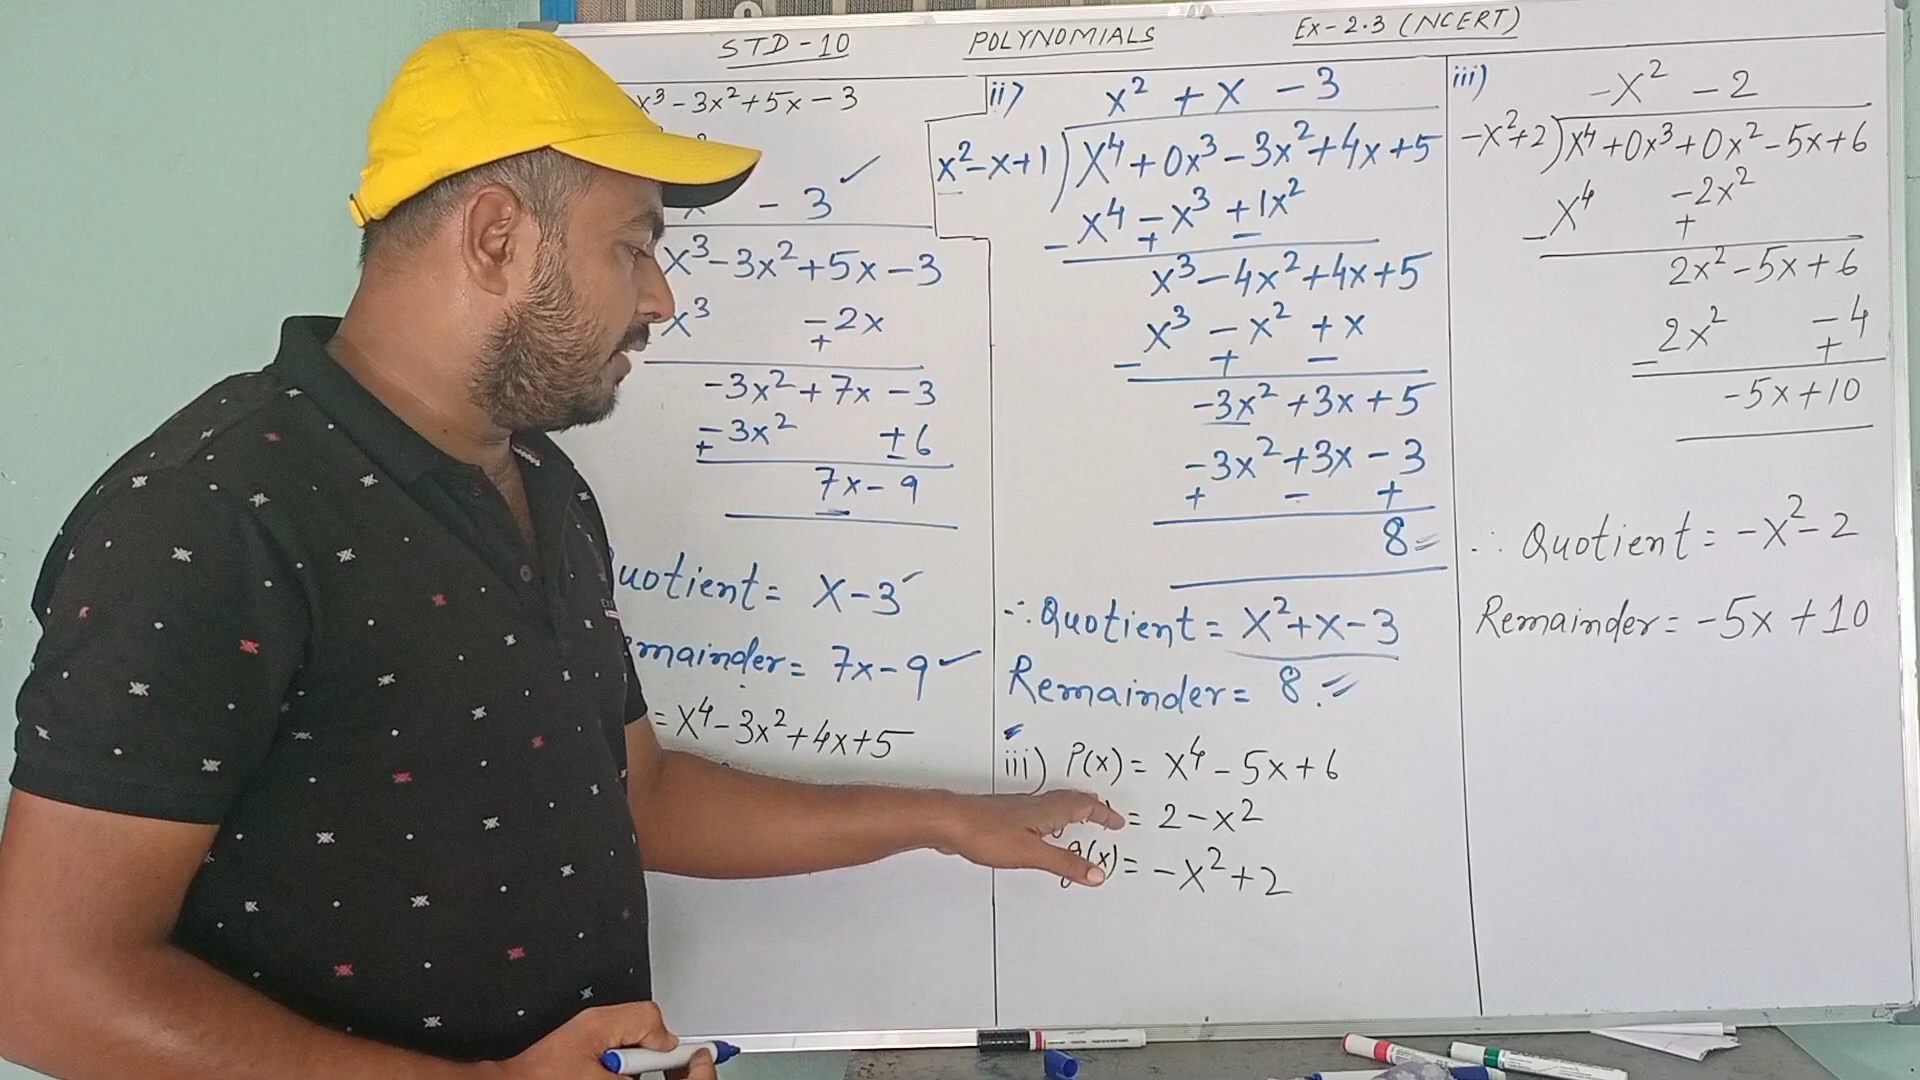 STD-10 POLYNOMIALS Ex-2.3 (NCERT)
x³-3x²+5x-3
- 3
x³-3x²+5x-3
x³ -2x
+
-3x²+7x-3
-3x² +6
+ -
7x-9
uotient= x-3
mainder= 7x-9
=x⁴-3x²+4x+5
ii)
x²+x-3
x²-x+1)x⁴+0x³-3x²+4x+5
x⁴-x³+1x²
- + -
x³-4x²+4x+5
x³-x²+x
- + -
-3x²+3x+5
-3x²+3x-3
+ - +
8
∴Quotient=x²+x-3
Remainder=8.
iii) P(x)=x⁴-5x+6
=2-x²
g(x)=-x²+2
iii)
-x²-2
-x²+2)x⁴+0x³+0x²-5x+6
x⁴ -2x²
- +
2x²-5x+6
2x² -4
- +
-5x+10
∴Quotient=-x²-2
Remainder=-5x+10